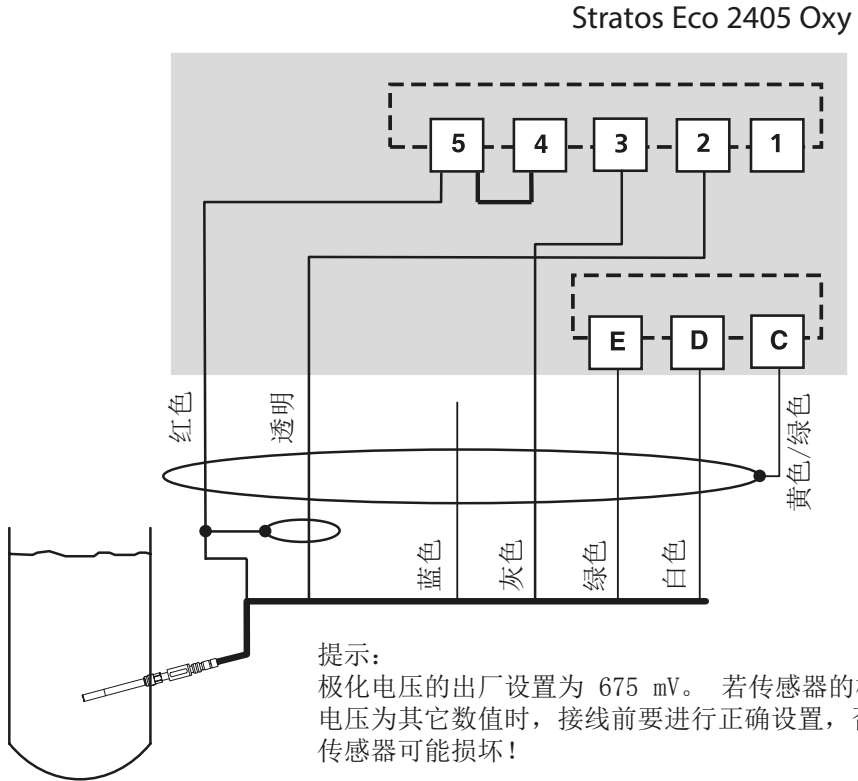 Stratos Eco 2405 Oxy
5 4 3 2 1
E D C
红色
透明
黄色/绿色
蓝色
灰色
绿色
白色
提示:
极化电压的出厂设置为 675 mV。 若传感器的
电压为其它数值时, 接线前要进行正确设置,
传感器可能损坏!